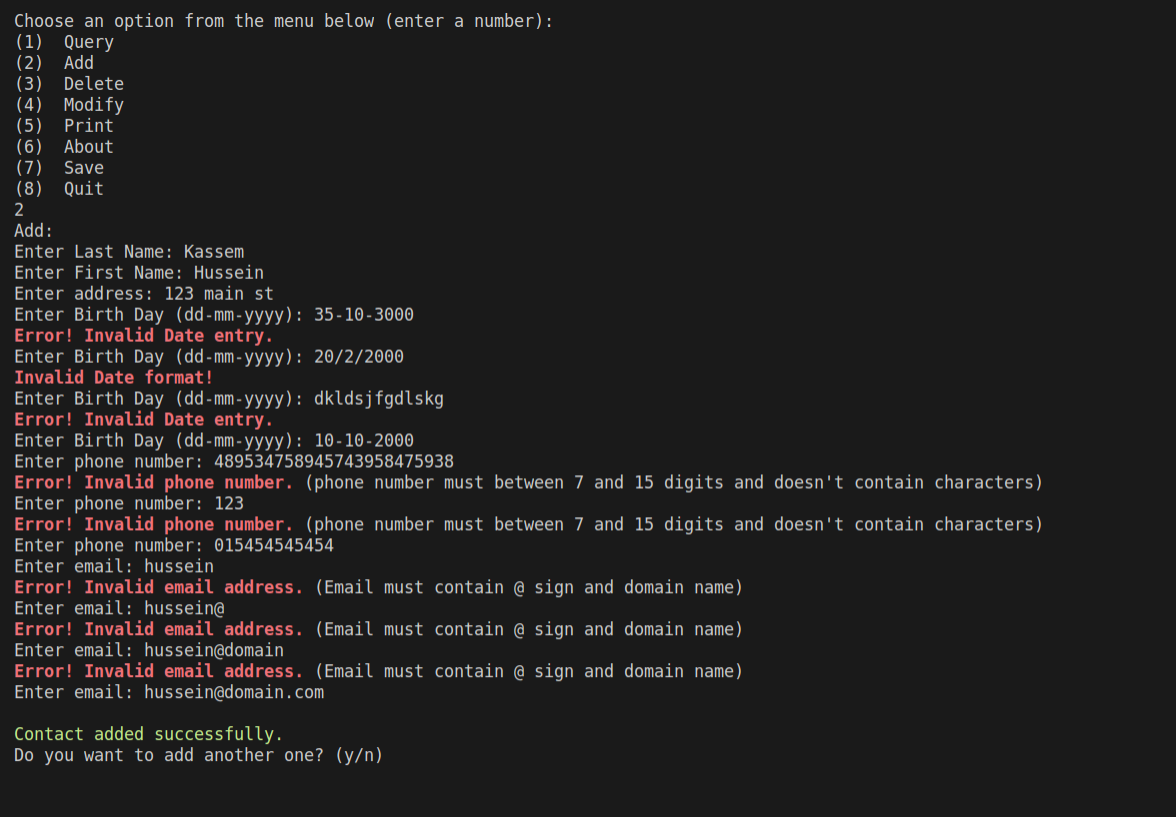 Choose an option from the menu below (enter a number):
(1)  Query
(2)  Add
(3)  Delete
(4)  Modify
(5)  Print
(6)  About
(7)  Save
(8)  Quit
2
Add:
Enter Last Name: Kassem
Enter First Name: Hussein
Enter address: 123 main st
Enter Birth Day (dd-mm-yyyy): 35-10-3000
Error! Invalid Date entry.
Enter Birth Day (dd-mm-yyyy): 20/2/2000
Invalid Date format!
Enter Birth Day (dd-mm-yyyy): dkldsjfgdlskg
Error! Invalid Date entry.
Enter Birth Day (dd-mm-yyyy): 10-10-2000
Enter phone number: 489534758945743958475938
Error! Invalid phone number. (phone number must between 7 and 15 digits and doesn't contain characters)
Enter phone number: 123
Error! Invalid phone number. (phone number must between 7 and 15 digits and doesn't contain characters)
Enter phone number: 015454545454
Enter email: hussein
Error! Invalid email address. (Email must contain @ sign and domain name)
Enter email: hussein@
Error! Invalid email address. (Email must contain @ sign and domain name)
Enter email: hussein@domain
Error! Invalid email address. (Email must contain @ sign and domain name)
Enter email: hussein@domain.com
Contact added successfully.
Do you want to add another one? (y/n)